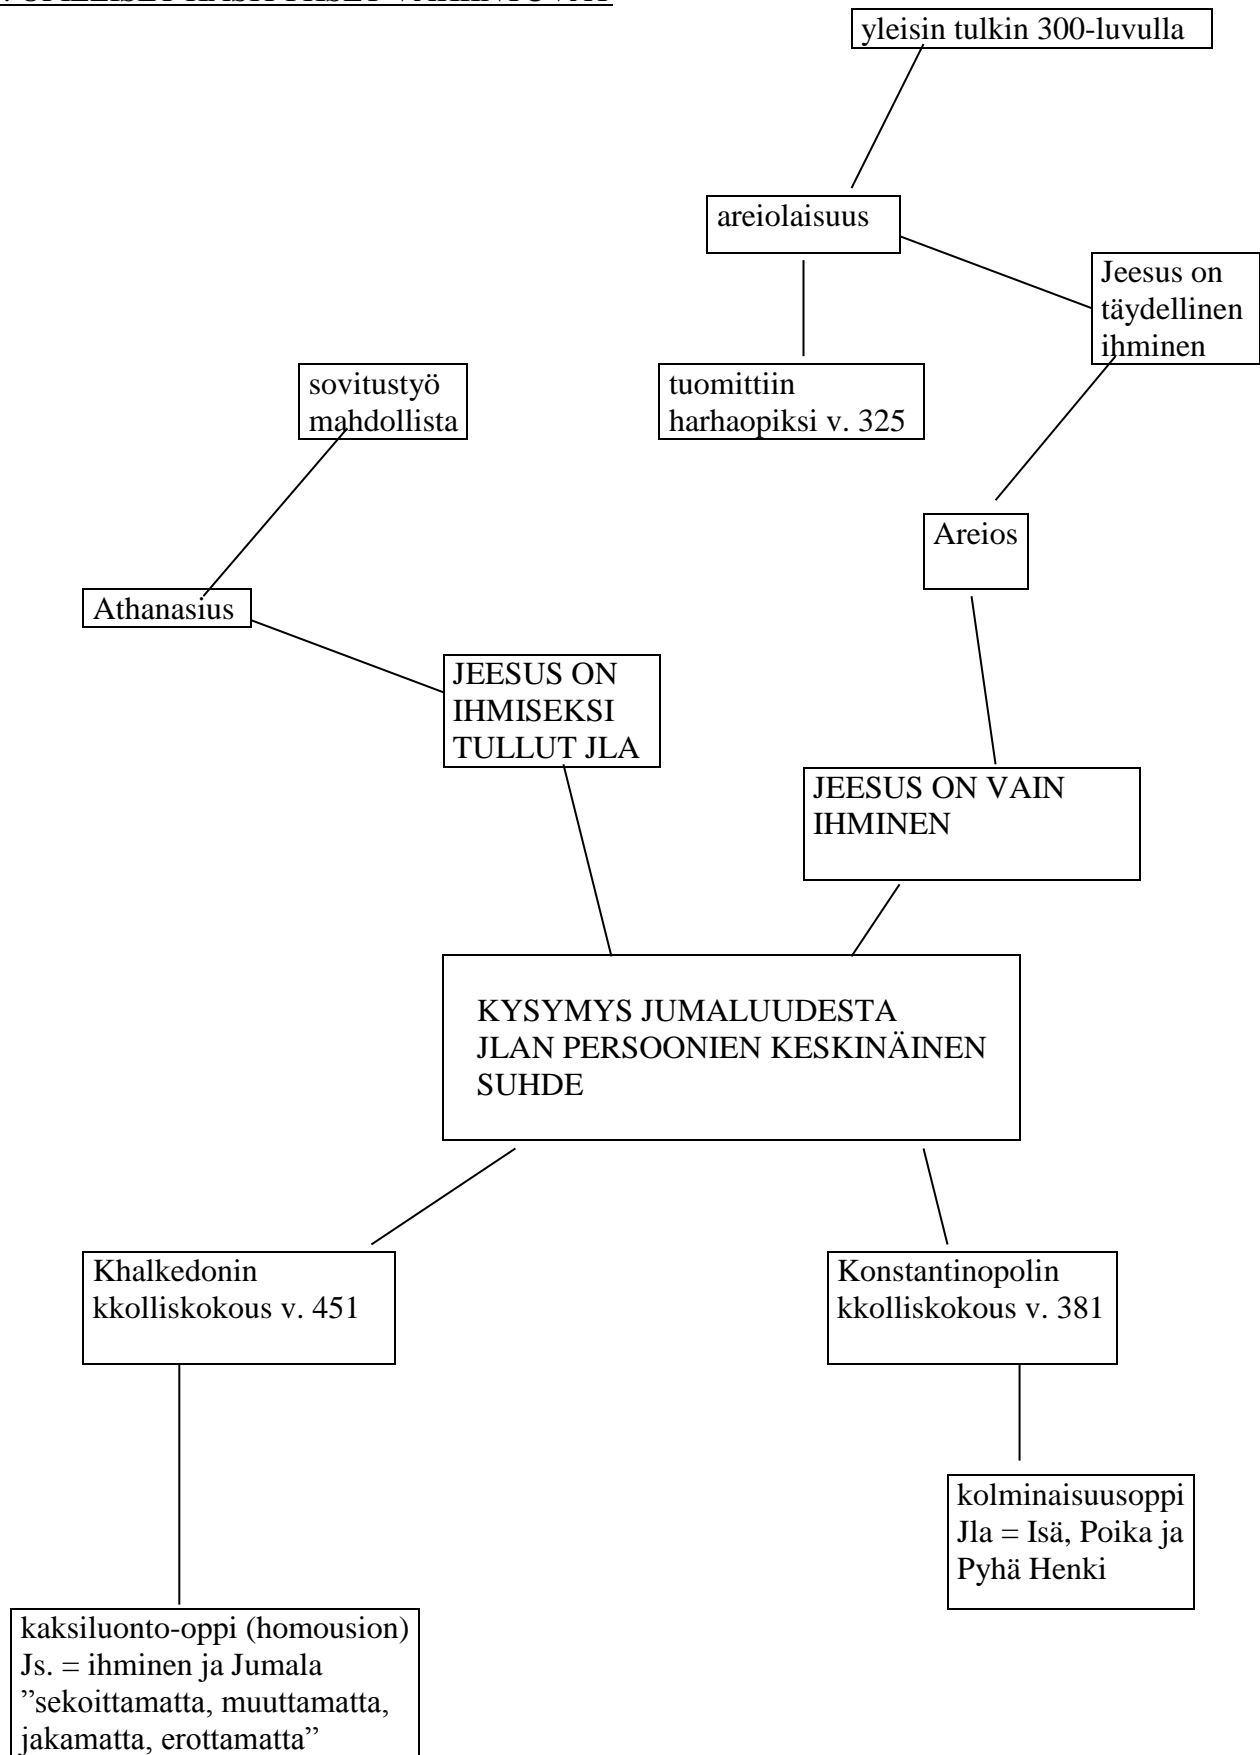 yleisin tulkin 300-luvulla
areiolaisuus
Jeesus on
täydellinen
ihminen
sovitustyö
mahdollista
tuomittiin
harhaopiksi v. 325
Areios
Athanasius
JEESUS ON
IHMISEKSI
TULLUT JLA
JEESUS ON VAIN
IHMINEN
KYSYMYS JUMALUUDESTA
JLAN PERSOONIEN KESKINÄINEN
SUHDE
Khalkedonin
kkolliskokous v. 451
Konstantinopolin
kkolliskokous v. 381
kolminaisuusoppi
Jla = Isä, Poika ja
Pyhä Henki
kaksiluonto-oppi (homousion)
Js. = ihminen ja Jumala
”sekoittamatta, muuttamatta,
jakamatta, erottamatta”